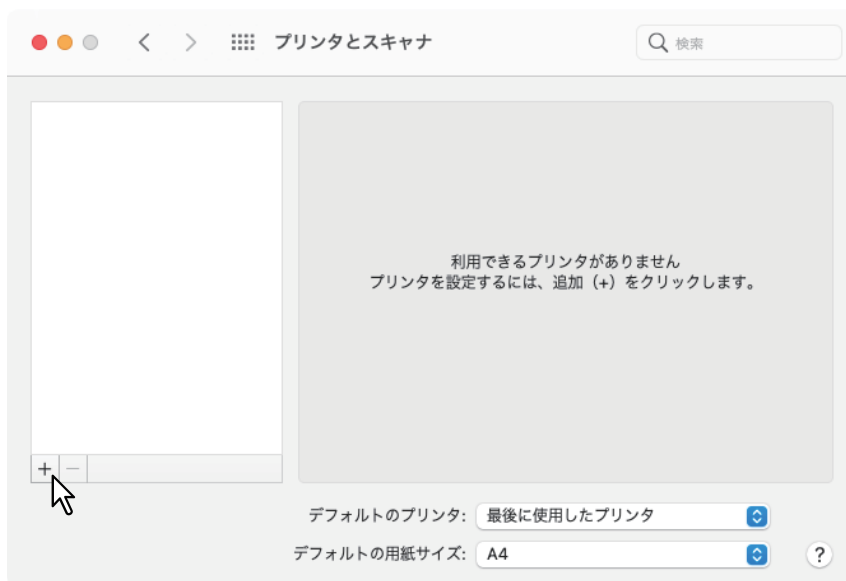 プリンタとスキャナ
検索
利用できるプリンタがありません
プリンタを設定するには、追加（+）をクリックします。
+ −
デフォルトのプリンタ: 最後に使用したプリンタ
デフォルトの用紙サイズ: A4
?